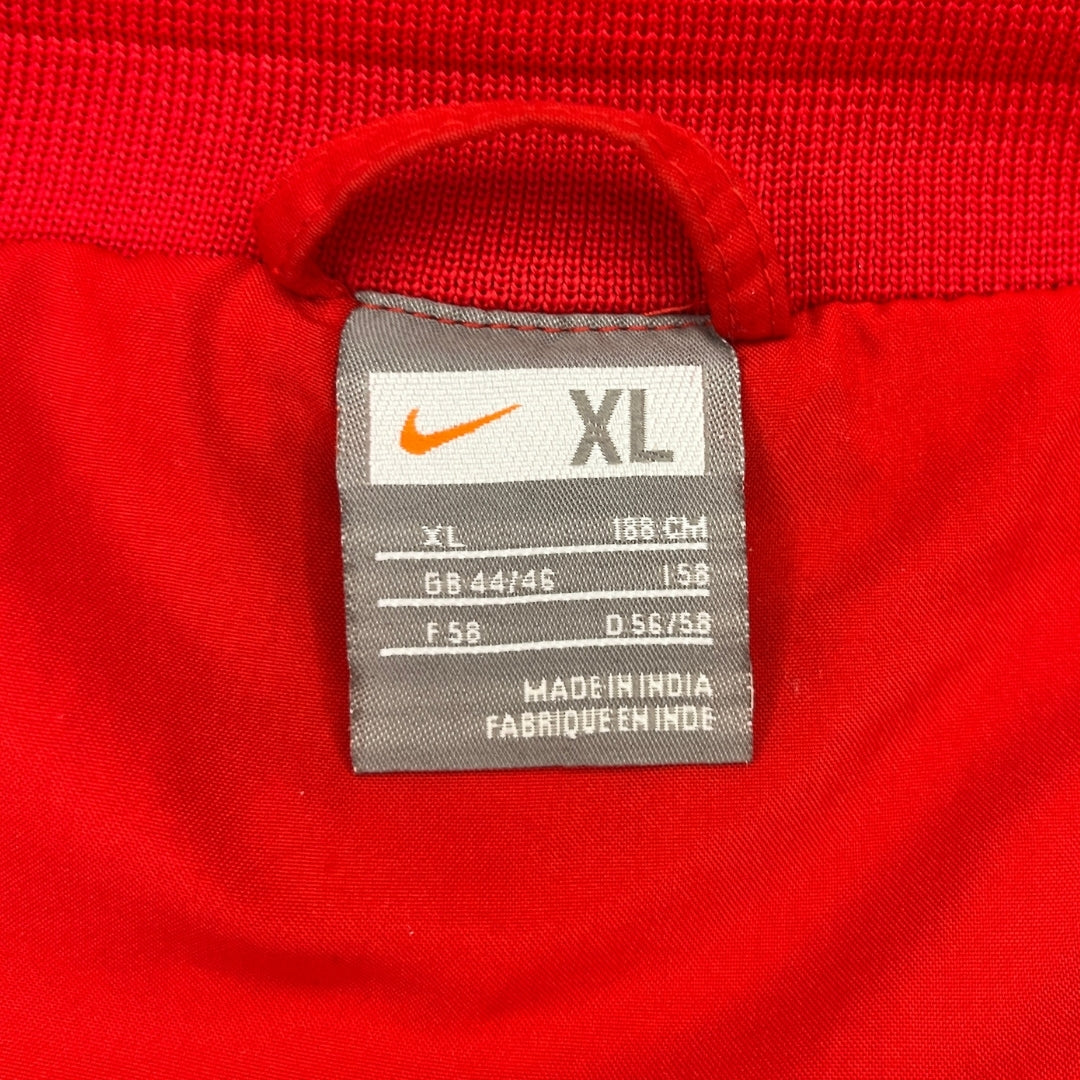 XL
XL 188 CM
GB 44/46 I 58
F 58 D 56/58
MADE IN INDIA
FABRIQUE EN INDE